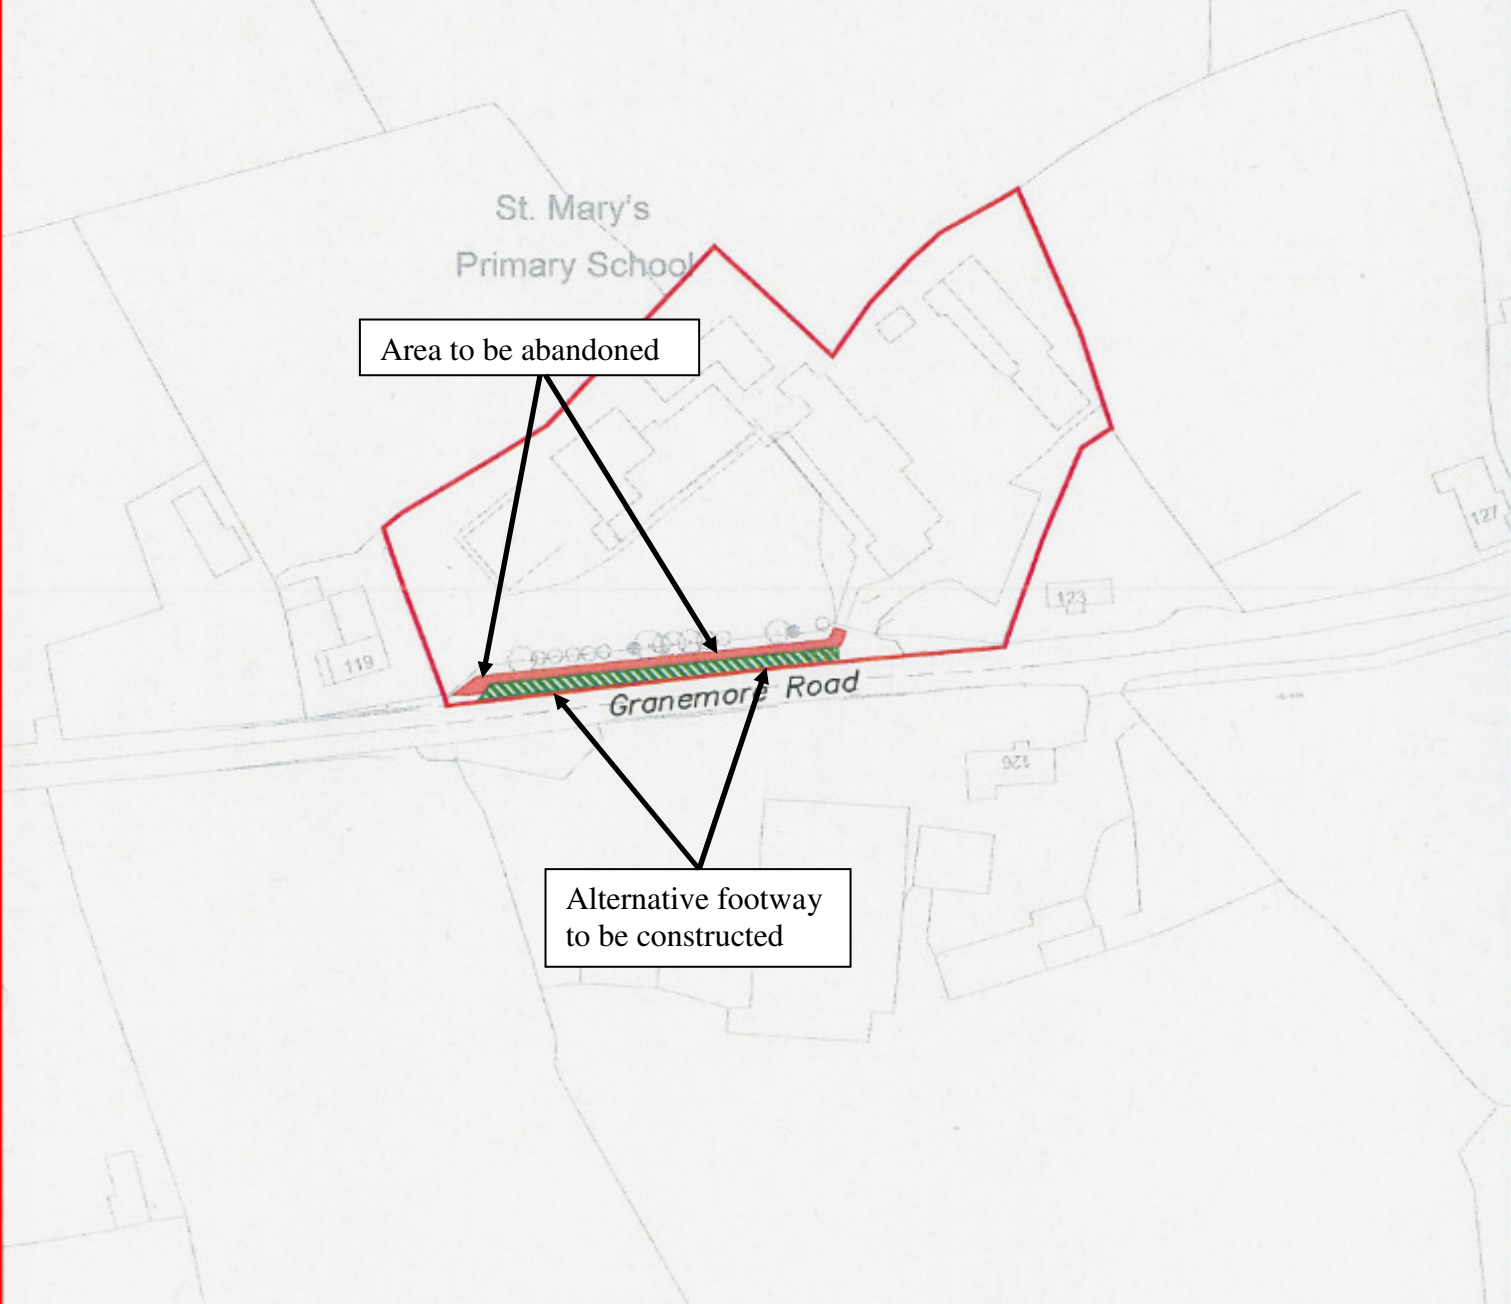 St. Mary's
Primary School
Area to be abandoned
127
123
119
Granemore Road
126
Alternative footway
to be constructed